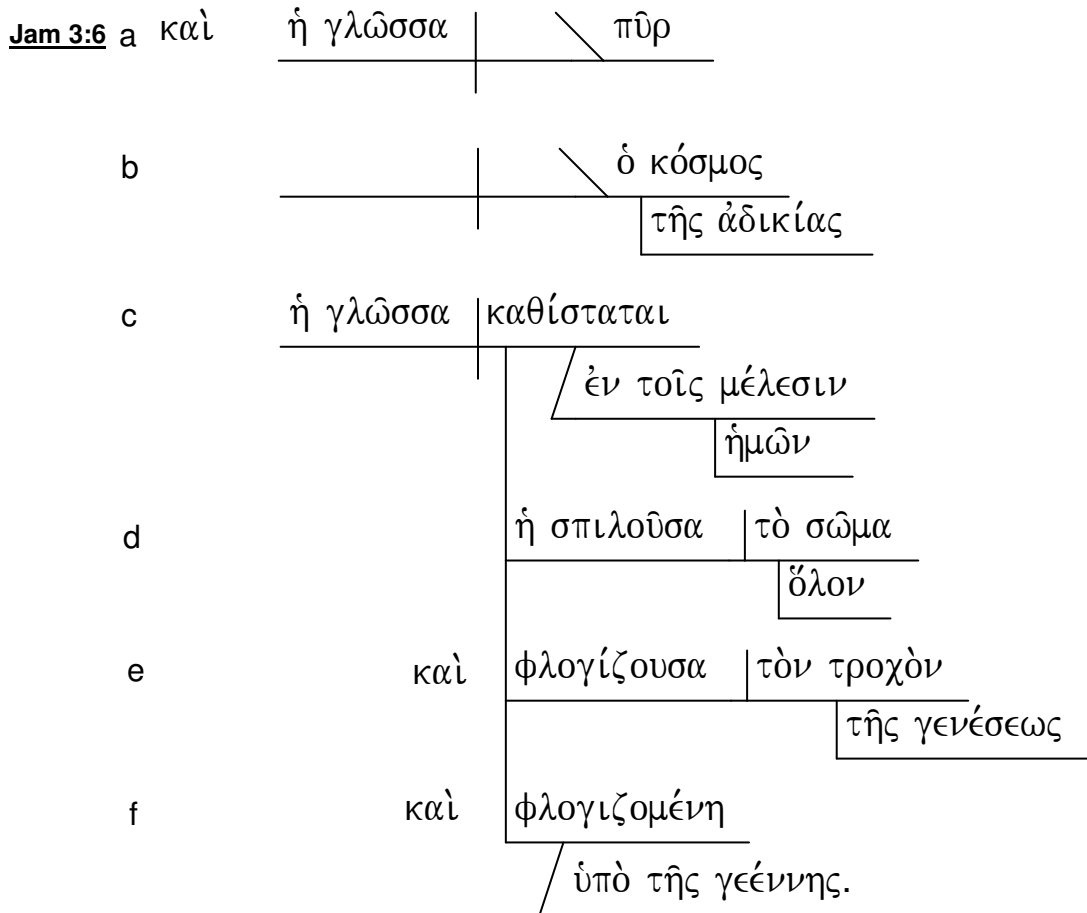 Jam 3:6 a καὶ ἡ γλῶσσα πῦρ
b ὁ κόσμος
τῆς ἀδικίας
c ἡ γλῶσσα καθίσταται
ἐν τοῖς μέλεσιν
ἡμῶν
d ἡ σπιλοῦσα τὸ σῶμα
ὅλον
e καὶ φλογίζουσα τὸν τροχὸν
τῆς γενέσεως
f καὶ φλογιζομένη
ὑπὸ τῆς γεέννης.